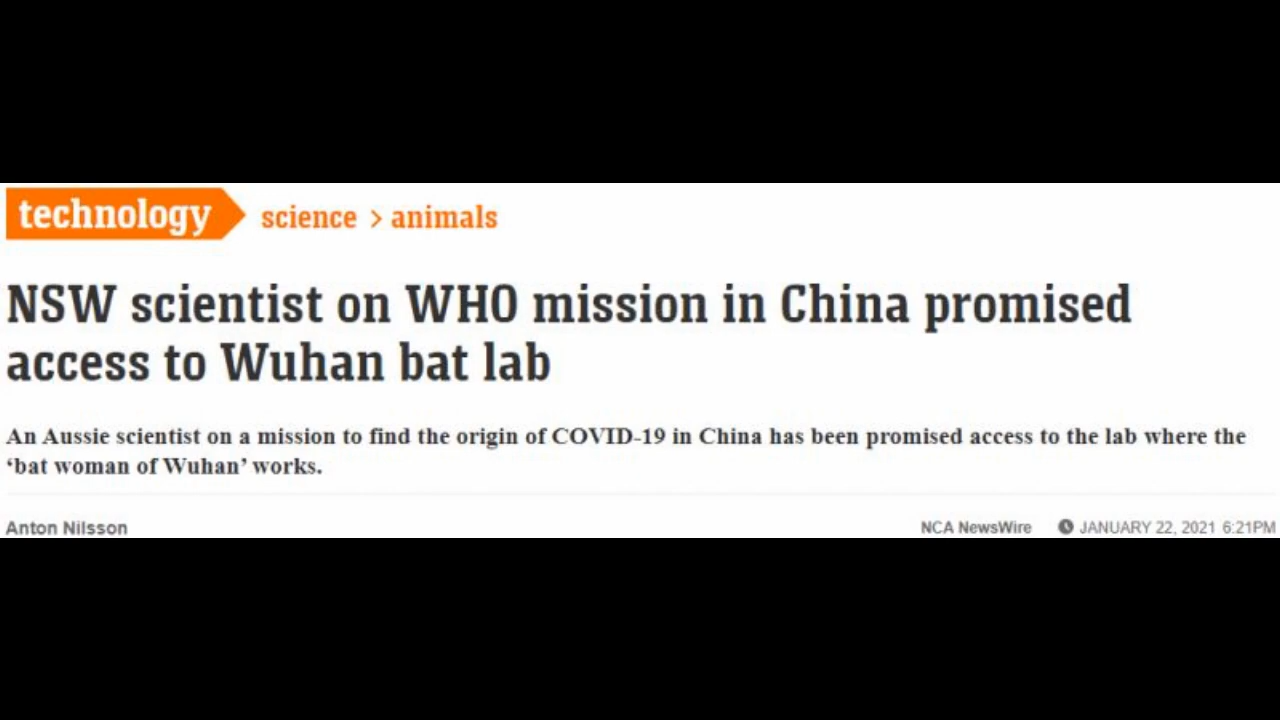 technology science > animals
NSW scientist on WHO mission in China promised
access to Wuhan bat lab
An Aussie scientist on a mission to find the origin of COVID-19 in China has been promised access to the lab where the
‘bat woman of Wuhan’ works.
Anton Nilsson NCA NewsWire JANUARY 22, 2021 6:21PM